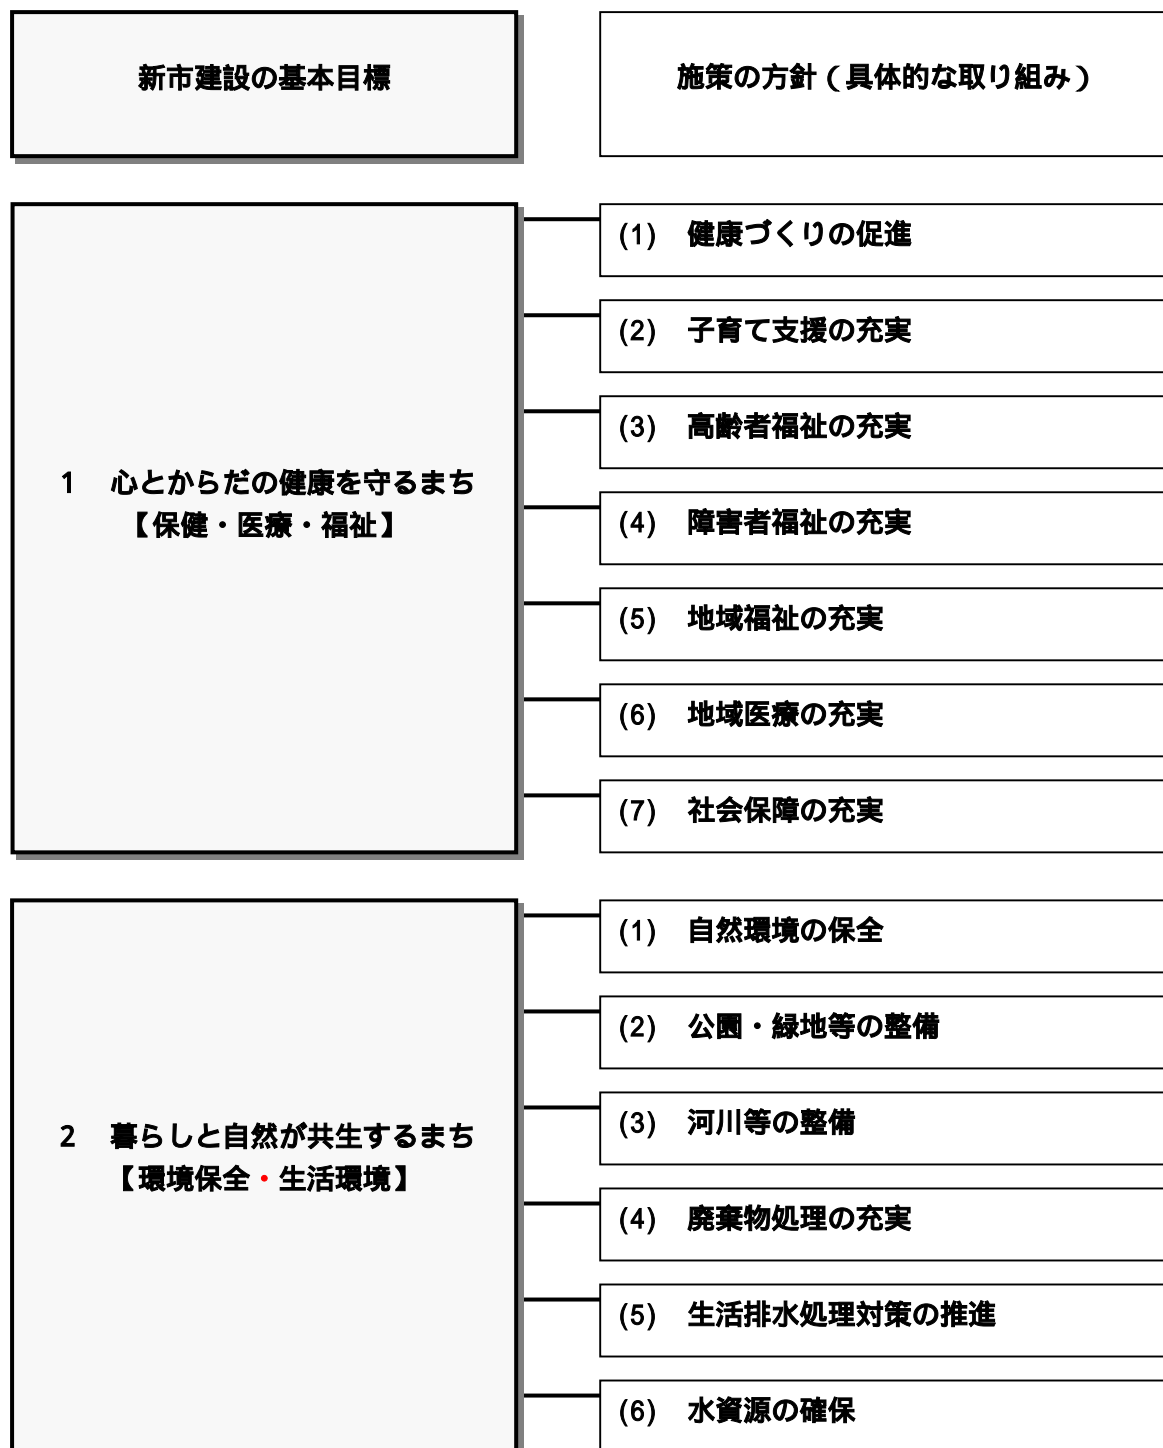 新市建設の基本目標
施策の方針（具体的な取り組み）
1　心とからだの健康を守るまち
【保健・医療・福祉】
(1)　健康づくりの促進
(2)　子育て支援の充実
(3)　高齢者福祉の充実
(4)　障害者福祉の充実
(5)　地域福祉の充実
(6)　地域医療の充実
(7)　社会保障の充実
2　暮らしと自然が共生するまち
【環境保全・生活環境】
(1)　自然環境の保全
(2)　公園・緑地等の整備
(3)　河川等の整備
(4)　廃棄物処理の充実
(5)　生活排水処理対策の推進
(6)　水資源の確保